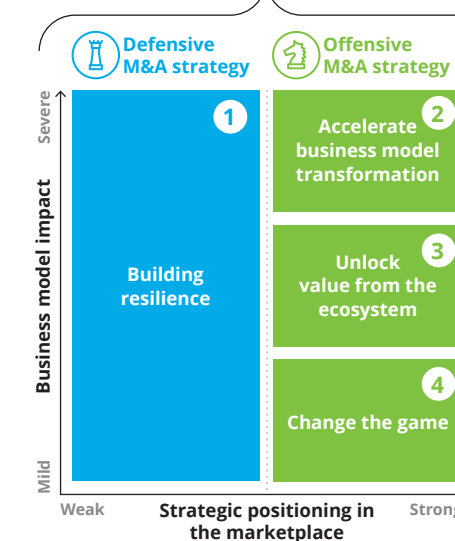 Defensive
M&A strategy
Offensive
M&A strategy
Severe
Business model impact
Mild
1
Building
resilience
2
Accelerate
business model
transformation
3
Unlock
value from the
ecosystem
4
Change the game
Weak
Strategic positioning in
the marketplace
Strong